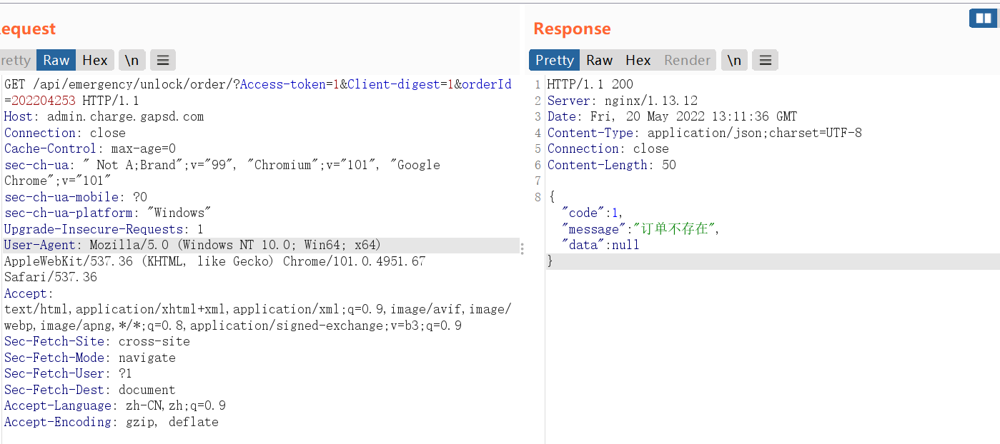 equest
Response
retty Raw Hex \n
Pretty Raw Hex Render \n
GET /api/emergency/unlock/order/?Access-token=1&Client-digest=1&orderId
=202204253 HTTP/1.1
Host: admin.charge.gapsd.com
Connection: close
Cache-Control: max-age=0
sec-ch-ua: " Not A;Brand";v="99", "Chromium";v="101", "Google
Chrome";v="101"
sec-ch-ua-mobile: ?0
sec-ch-ua-platform: "Windows"
Upgrade-Insecure-Requests: 1
User-Agent: Mozilla/5.0 (Windows NT 10.0; Win64; x64)
AppleWebKit/537.36 (KHTML, like Gecko) Chrome/101.0.4951.67
Safari/537.36
Accept:
text/html,application/xhtml+xml,application/xml;q=0.9,image/avif,image/
webp,image/apng,*/*;q=0.8,application/signed-exchange;v=b3;q=0.9
Sec-Fetch-Site: cross-site
Sec-Fetch-Mode: navigate
Sec-Fetch-User: ?1
Sec-Fetch-Dest: document
Accept-Language: zh-CN,zh;q=0.9
Accept-Encoding: gzip, deflate
1 HTTP/1.1 200
2 Server: nginx/1.13.12
3 Date: Fri, 20 May 2022 13:11:36 GMT
4 Content-Type: application/json;charset=UTF-8
5 Connection: close
6 Content-Length: 50
7
8 {
"code":1,
"message":"订单不存在",
"data":null
}